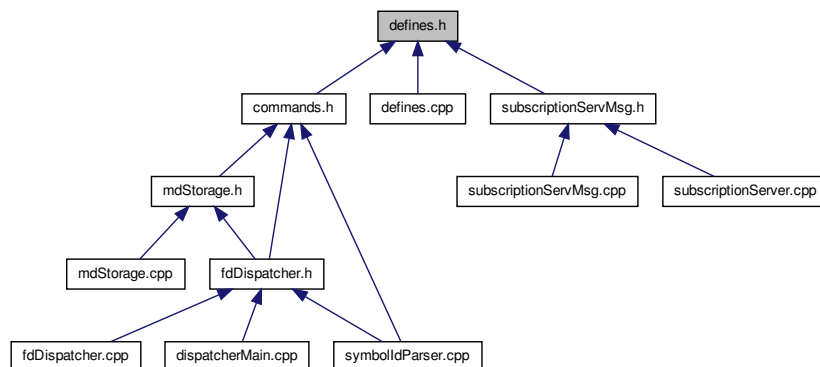 defines.h
commands.h
defines.cpp
subscriptionServMsg.h
mdStorage.h
subscriptionServMsg.cpp
subscriptionServer.cpp
mdStorage.cpp
fdDispatcher.h
fdDispatcher.cpp
dispatcherMain.cpp
symbolIdParser.cpp